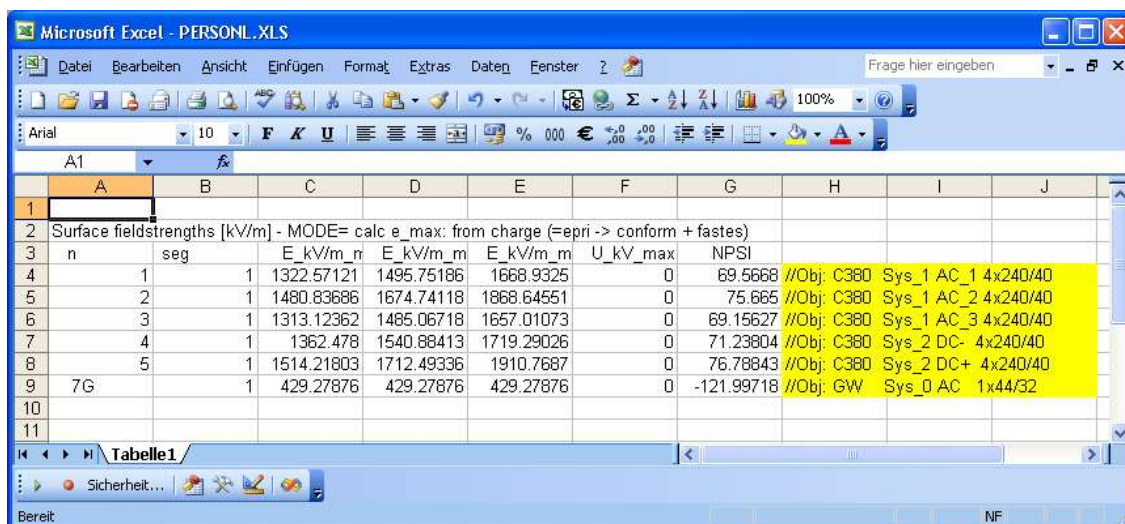 Microsoft Excel - PERSONL.XLS
Datei Bearbeiten Ansicht Einfügen Format Extras Daten Fenster ? Frage hier eingeben
100%
Arial 10 F K U % 000 €
A1 fx
A B C D E F G H I J
1
2 Surface fieldstrengths [kV/m] - MODE= calc e_max: from charge (=epri -> conform + fastes)
3 n seg E_kV/m_m E_kV/m_m E_kV/m_m U_kV_max NPSI
4 1 1 1322.57121 1495.75186 1668.9325 0 69.5668 //Obj: C380 Sys_1 AC_1 4x240/40
5 2 1 1480.83686 1674.74118 1868.64551 0 75.665 //Obj: C380 Sys_1 AC_2 4x240/40
6 3 1 1313.12362 1485.06718 1657.01073 0 69.15627 //Obj: C380 Sys_1 AC_3 4x240/40
7 4 1 1362.478 1540.88413 1719.29026 0 71.23804 //Obj: C380 Sys_2 DC- 4x240/40
8 5 1 1514.21803 1712.49336 1910.7687 0 76.78843 //Obj: C380 Sys_2 DC+ 4x240/40
9 7G 1 429.27876 429.27876 429.27876 0 -121.99718 //Obj: GW Sys_0 AC 1x44/32
10
11
Tabelle1
Sicherheit...
Bereit NF